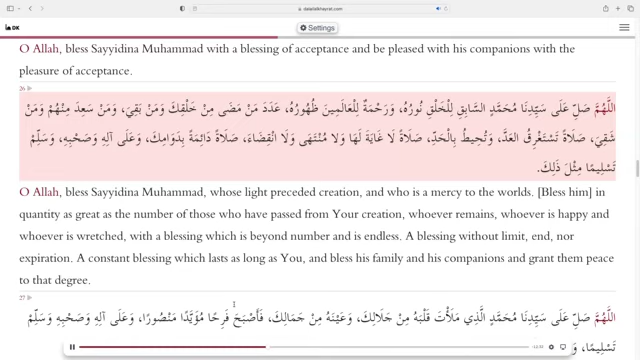 dalailalkhayrat.com
DK
Settings
O Allah, bless Sayyidina Muhammad with a blessing of acceptance and be pleased with his companions with the
pleasure of acceptance.
26
اللَّهُمَّ صَلِّ عَلَى سَيِّدِنَا مُحَمَّدٍ السَّابِقِ لِلْخَلْقِ نُورُهُ، وَرَحْمَةٌ لِلْعَالَمِينَ ظُهُورُهُ، عَدَدَ مَنْ مَضَى مِنْ خَلْقِكَ وَمَنْ بَقِيَ، وَمَنْ سَعِدَ مِنْهُمْ وَمَنْ
شَقِيَ، صَلَاةً تَسْتَغْرِقُ العَدَّ، وَتُحِيطُ بِالْحَدِّ، صَلَاةً لَا غَايَةَ لَهَا وَلَا مُنْتَهَى وَلَا انْقِضَاءَ، صَلَاةً دَائِمَةً بِدَوَامِكَ، وَعَلَى آلِهِ وَصَحْبِهِ، وَسَلِّمْ
تَسْلِيمًا مِثْلَ ذَلِكَ.
O Allah, bless Sayyidina Muhammad, whose light preceded creation, and who is a mercy to the worlds. [Bless him] in
quantity as great as the number of those who have passed from Your creation, whoever remains, whoever is happy and
whoever is wretched, with a blessing which is beyond number and is endless. A blessing without limit, end, nor
expiration. A constant blessing which lasts as long as You, and bless his family and his companions and grant them peace
to that degree.
27
اللَّهُمَّ صَلِّ عَلَى سَيِّدِنَا مُحَمَّدٍ الَّذِي مَلَأْتَ قَلْبَهُ مِنْ جَلَالِكَ، وَعَيْنَهُ مِنْ جَمَالِكَ، فَأَصْبَحَ فَرِحًا مُؤَيَّدًا مَنْصُورًا، وَعَلَى آلِهِ وَصَحْبِهِ وَسَلِّمْ
تَسْلِيمًا،